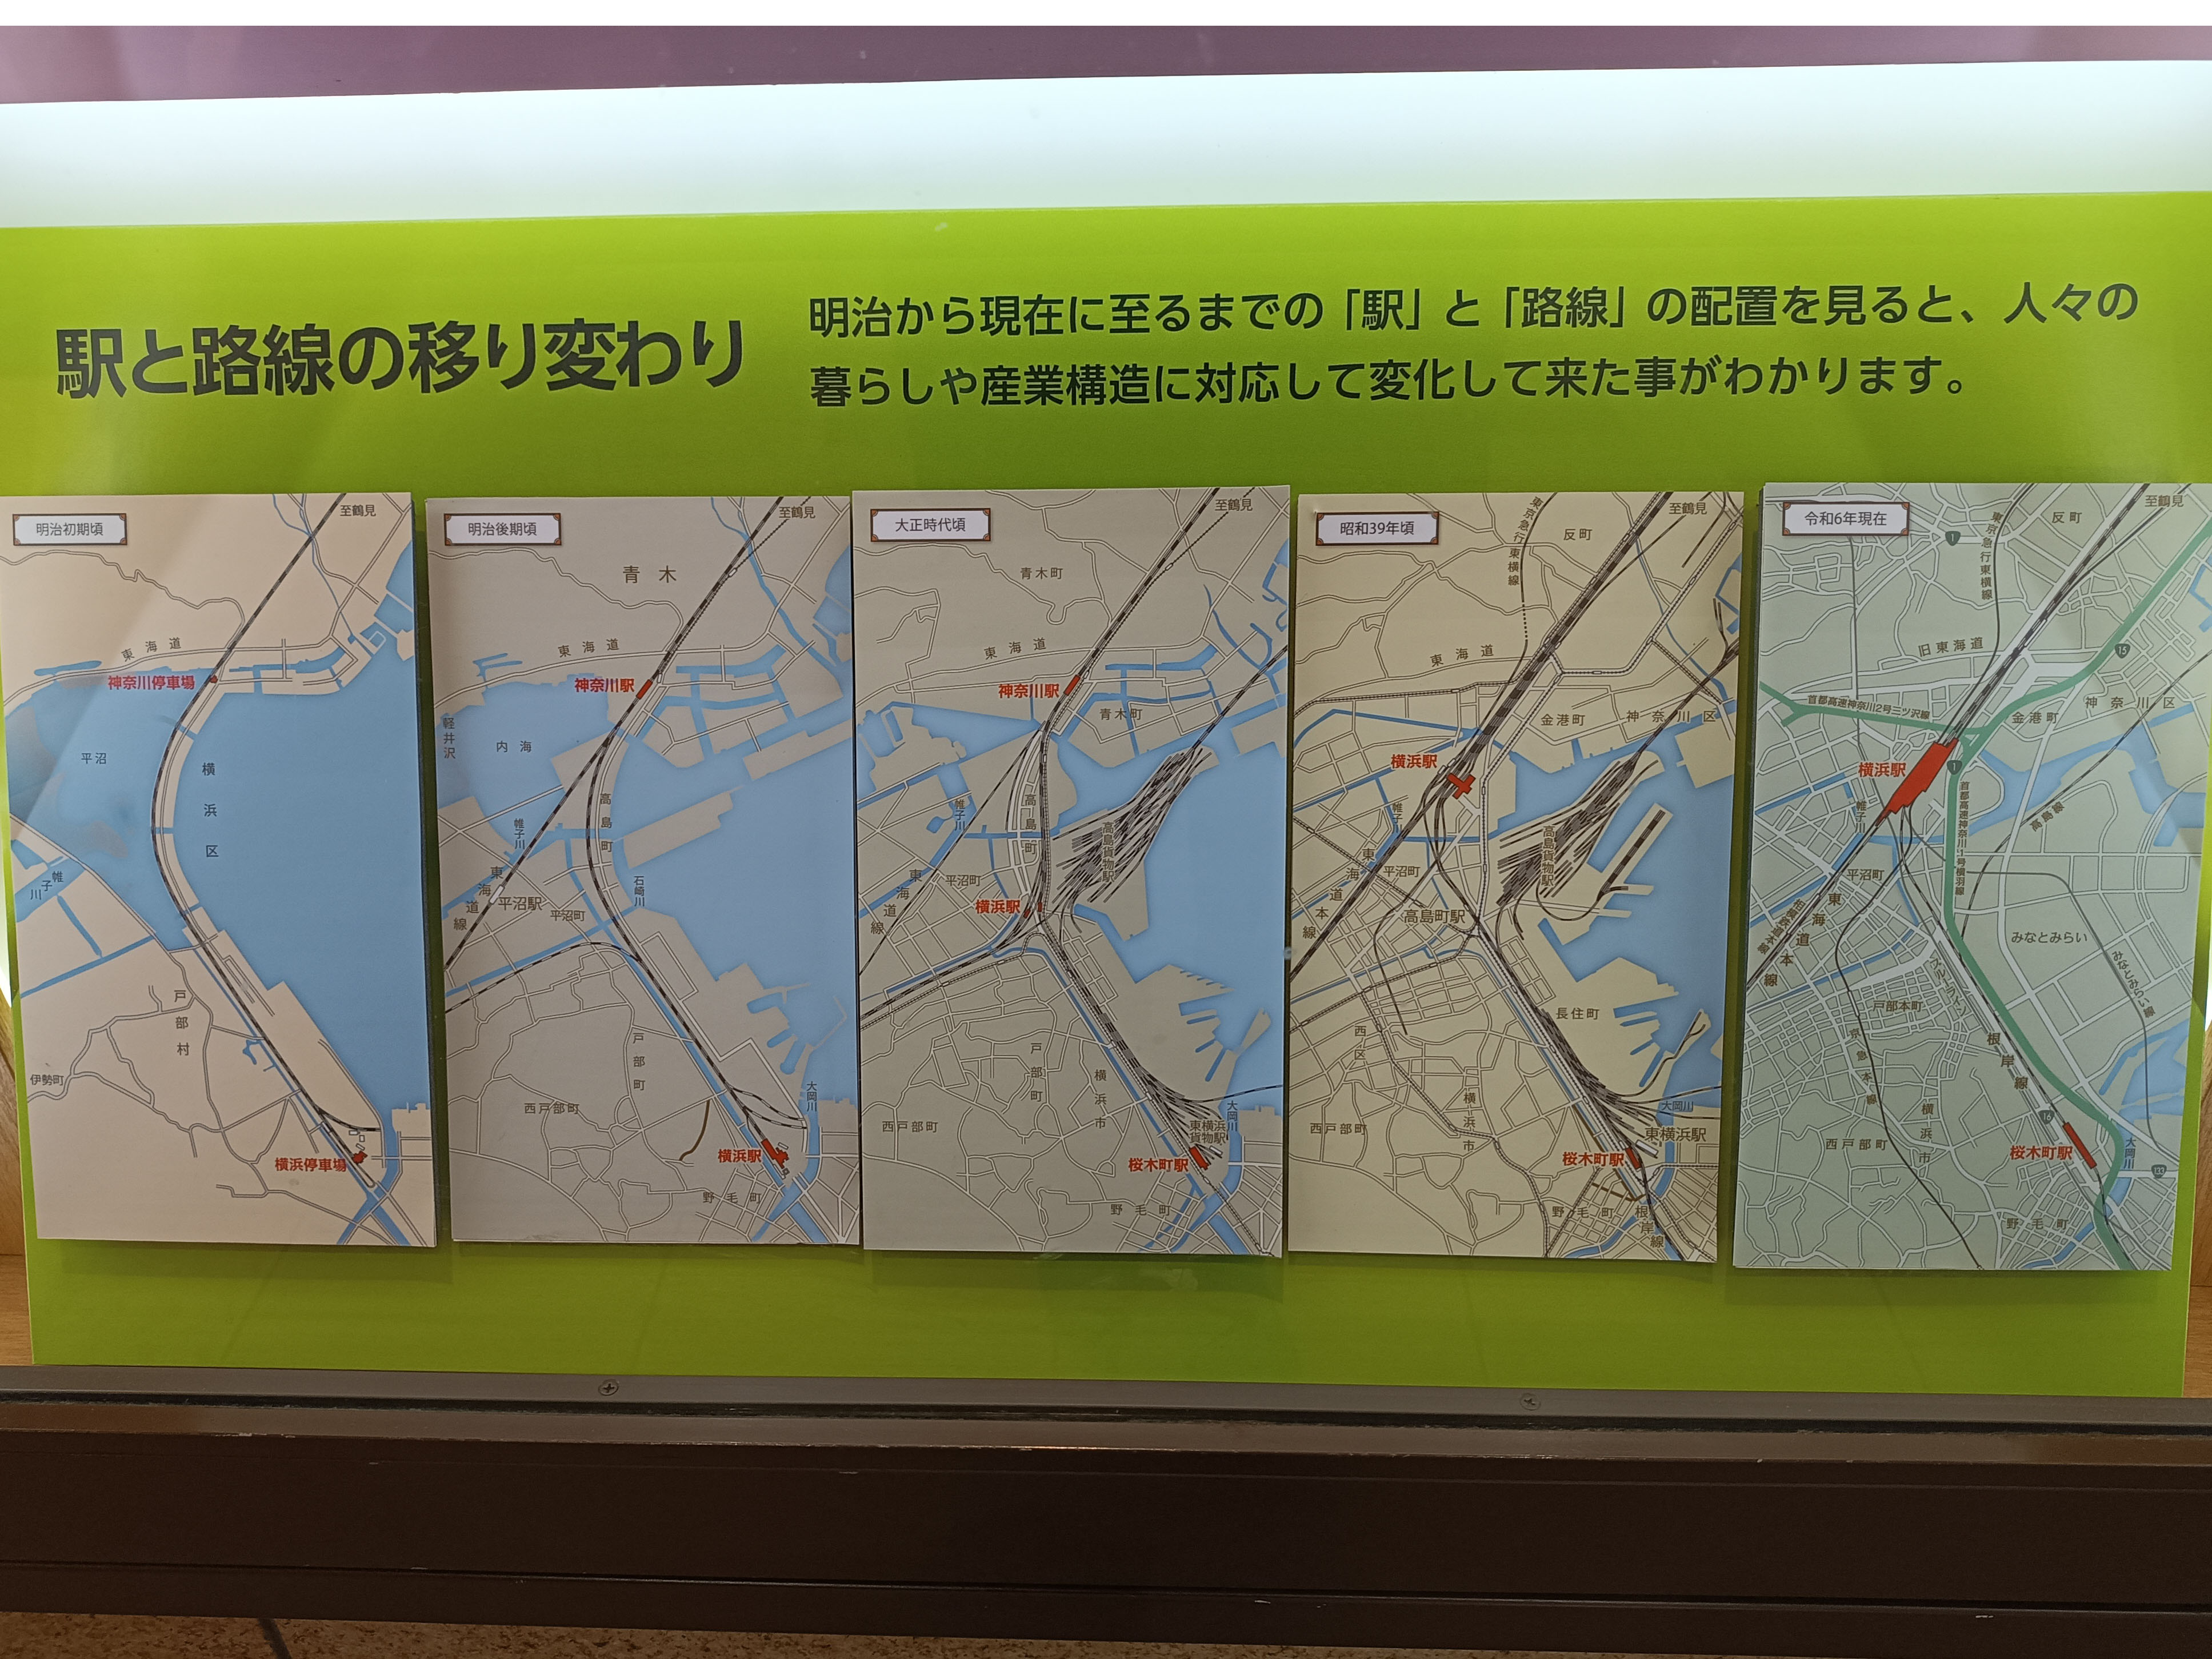 駅と路線の移り変わり
明治から現在に至るまでの「駅」と「路線」の配置を見ると、人々の
暮らしや産業構造に対応して変化して来た事がわかります。
明治初期頃
至鶴見
東海道
神奈川停車場
平沼
横浜区
帷子川
戸部村
伊勢町
横浜停車場
明治後期頃
至鶴見
青木
東海道
神奈川駅
軽井沢
内海
高島町
帷子川
東海道線
平沼駅
平沼町
石崎川
戸部町
西戸部町
大岡川
横浜駅
野毛町
大正時代頃
至鶴見
青木町
東海道
神奈川駅
青木町
帷子川
高島町
高島貨物駅
東海道線
平沼町
横浜駅
戸部町
横浜市
西戸部町
大岡川
東横浜
貨物駅
桜木町駅
野毛町
昭和39年頃
東京急行東横線
至鶴見
反町
東海道
金港町
神奈川区
横浜駅
帷子川
高島貨物駅
東海道本線
平沼町
高島町駅
長住町
西区
横浜市
西戸部町
大岡川
東横浜駅
桜木町駅
野毛町
根岸線
令和6年現在
1
東京急行東横線
反町
至鶴見
旧東海道
15
首都高速神奈川2号三ツ沢線
金港町
神奈川区
横浜駅
1
帷子川
首都高速神奈川1号横羽線
高島線
平沼町
東海道本線
相模鉄道本線
みなとみらい
みなとみらい線
ブルーライン
戸部本町
京急本線
根岸線
横浜市
16
西戸部町
桜木町駅
大岡川
133
野毛町